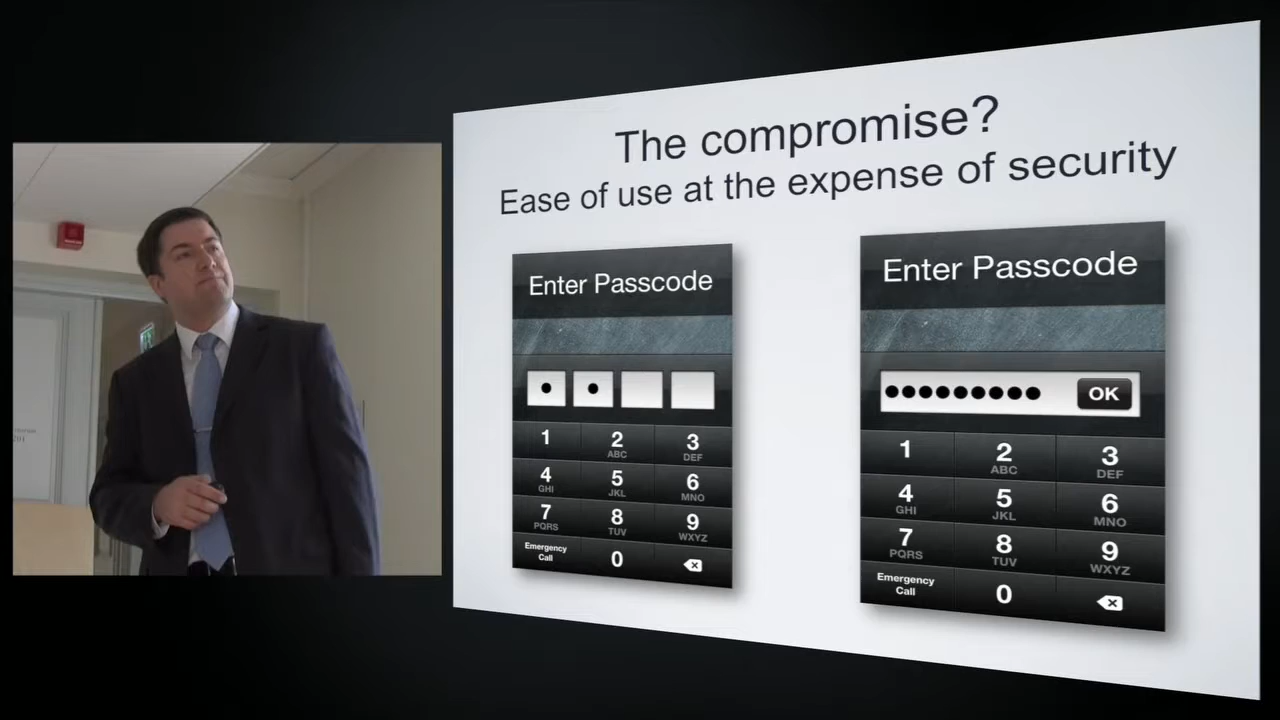 The compromise?
Ease of use at the expense of security
Enter Passcode
1
2
ABC
3
DEF
4
GHI
5
JKL
6
MNO
7
PQRS
8
TUV
9
WXYZ
Emergency
Call
0
Enter Passcode
OK
1
2
ABC
3
DEF
4
GHI
5
JKL
6
MNO
7
PQRS
8
TUV
9
WXYZ
Emergency
Call
0